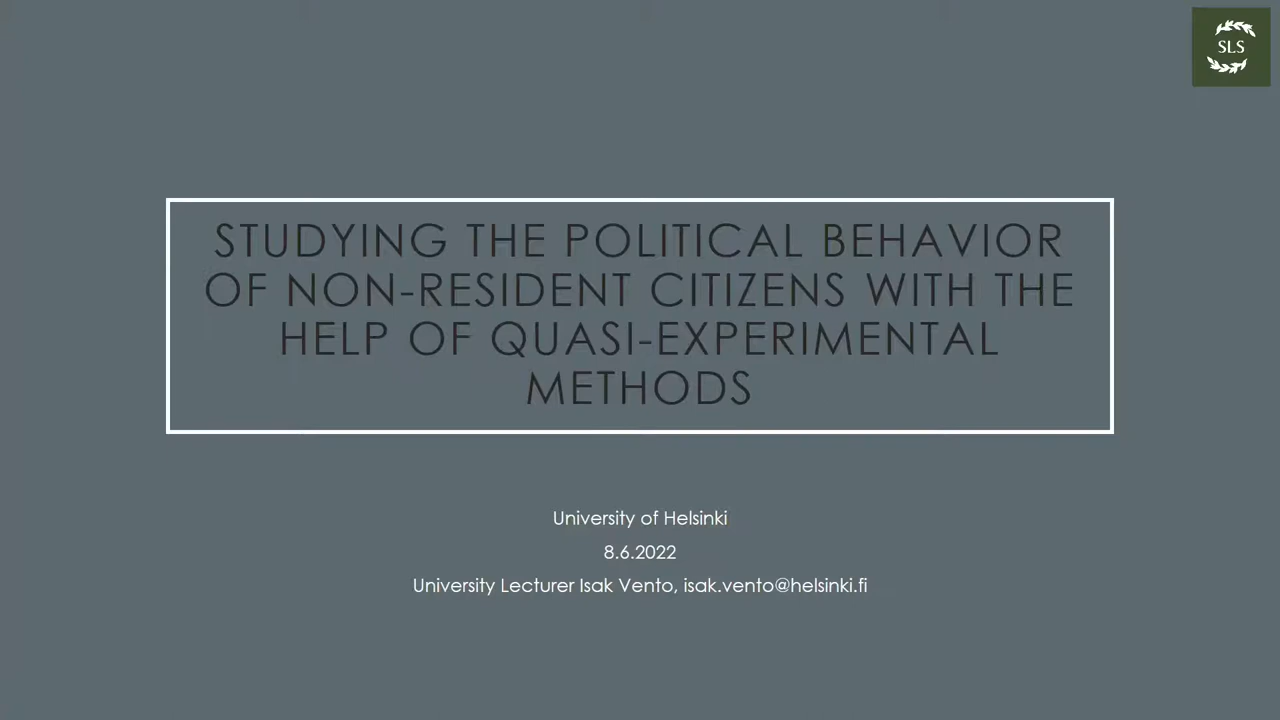 SLS
STUDYING THE POLITICAL BEHAVIOR
OF NON-RESIDENT CITIZENS WITH THE
HELP OF QUASI-EXPERIMENTAL
METHODS
University of Helsinki
8.6.2022
University Lecturer Isak Vento, isak.vento@helsinki.fi